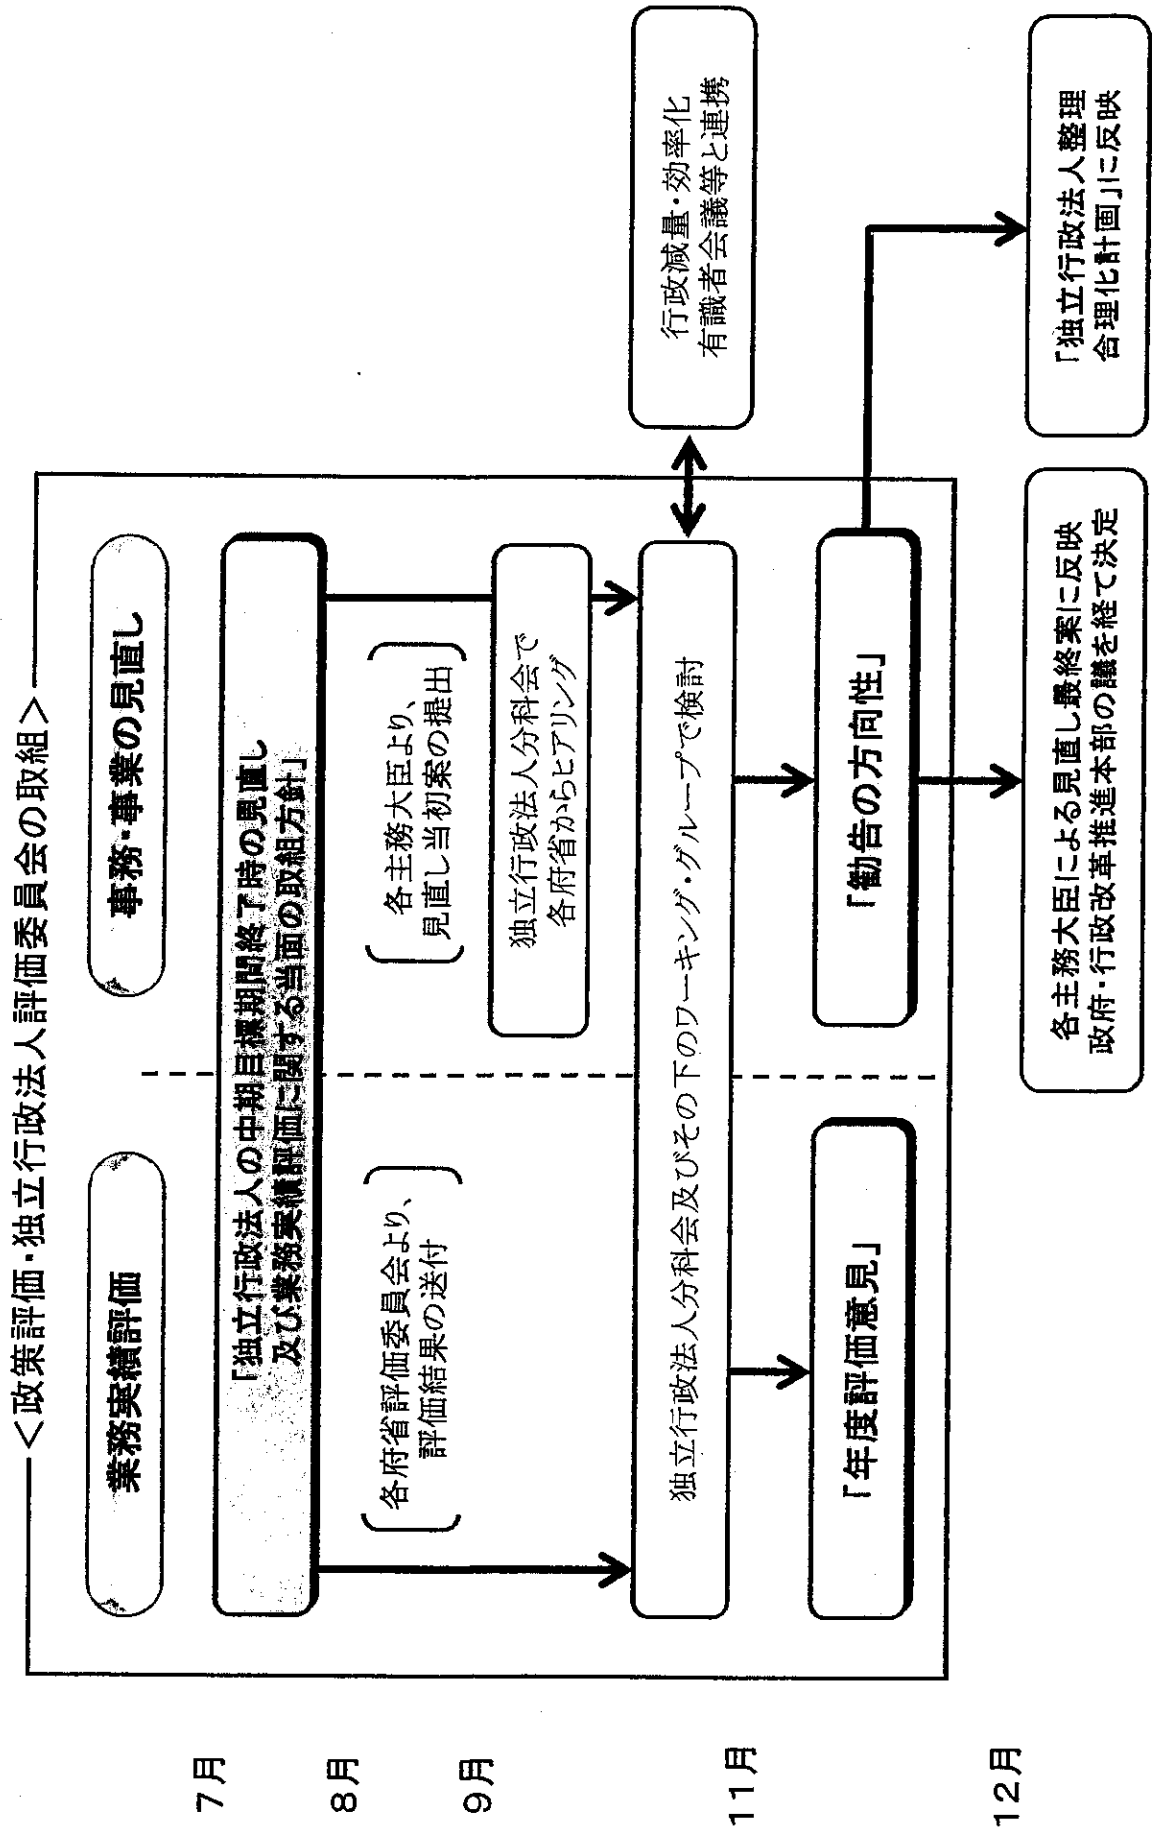 ＜政策評価・独立行政法人評価委員会の取組＞
業務実績評価
事務・事業の見直し
7月
「独立行政法人の中期目標期間終了時の見直し
及び業務実績評価に関する当面の取組方針」
8月
各府省評価委員会より、
評価結果の送付
各主務大臣より、
見直し当初案の提出
9月
独立行政法人分科会で
各府省からヒアリング
独立行政法人分科会及びその下のワーキング・グループで検討
行政減量・効率化
有識者会議等と連携
11月
「年度評価意見」
「勧告の方向性」
12月
各主務大臣による見直し最終案に反映
政府・行政改革推進本部の議を経て決定
「独立行政法人整理
合理化計画」に反映